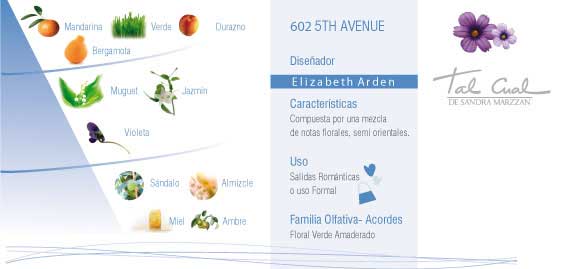 Mandarina
Verde
Durazno
Bergamota
Muguet
Jazmín
Violeta
Sándalo
Almizcle
Miel
Ambre
602 5TH AVENUE
Diseñador
Elizabeth Arden
Características
Compuesta por una mezcla
de notas florales, semi orientales.
Uso
Salidas Románticas
o uso Formal
Familia Olfativa- Acordes
Floral Verde Amaderado
Tal Cual
DE SANDRA MARZZAN